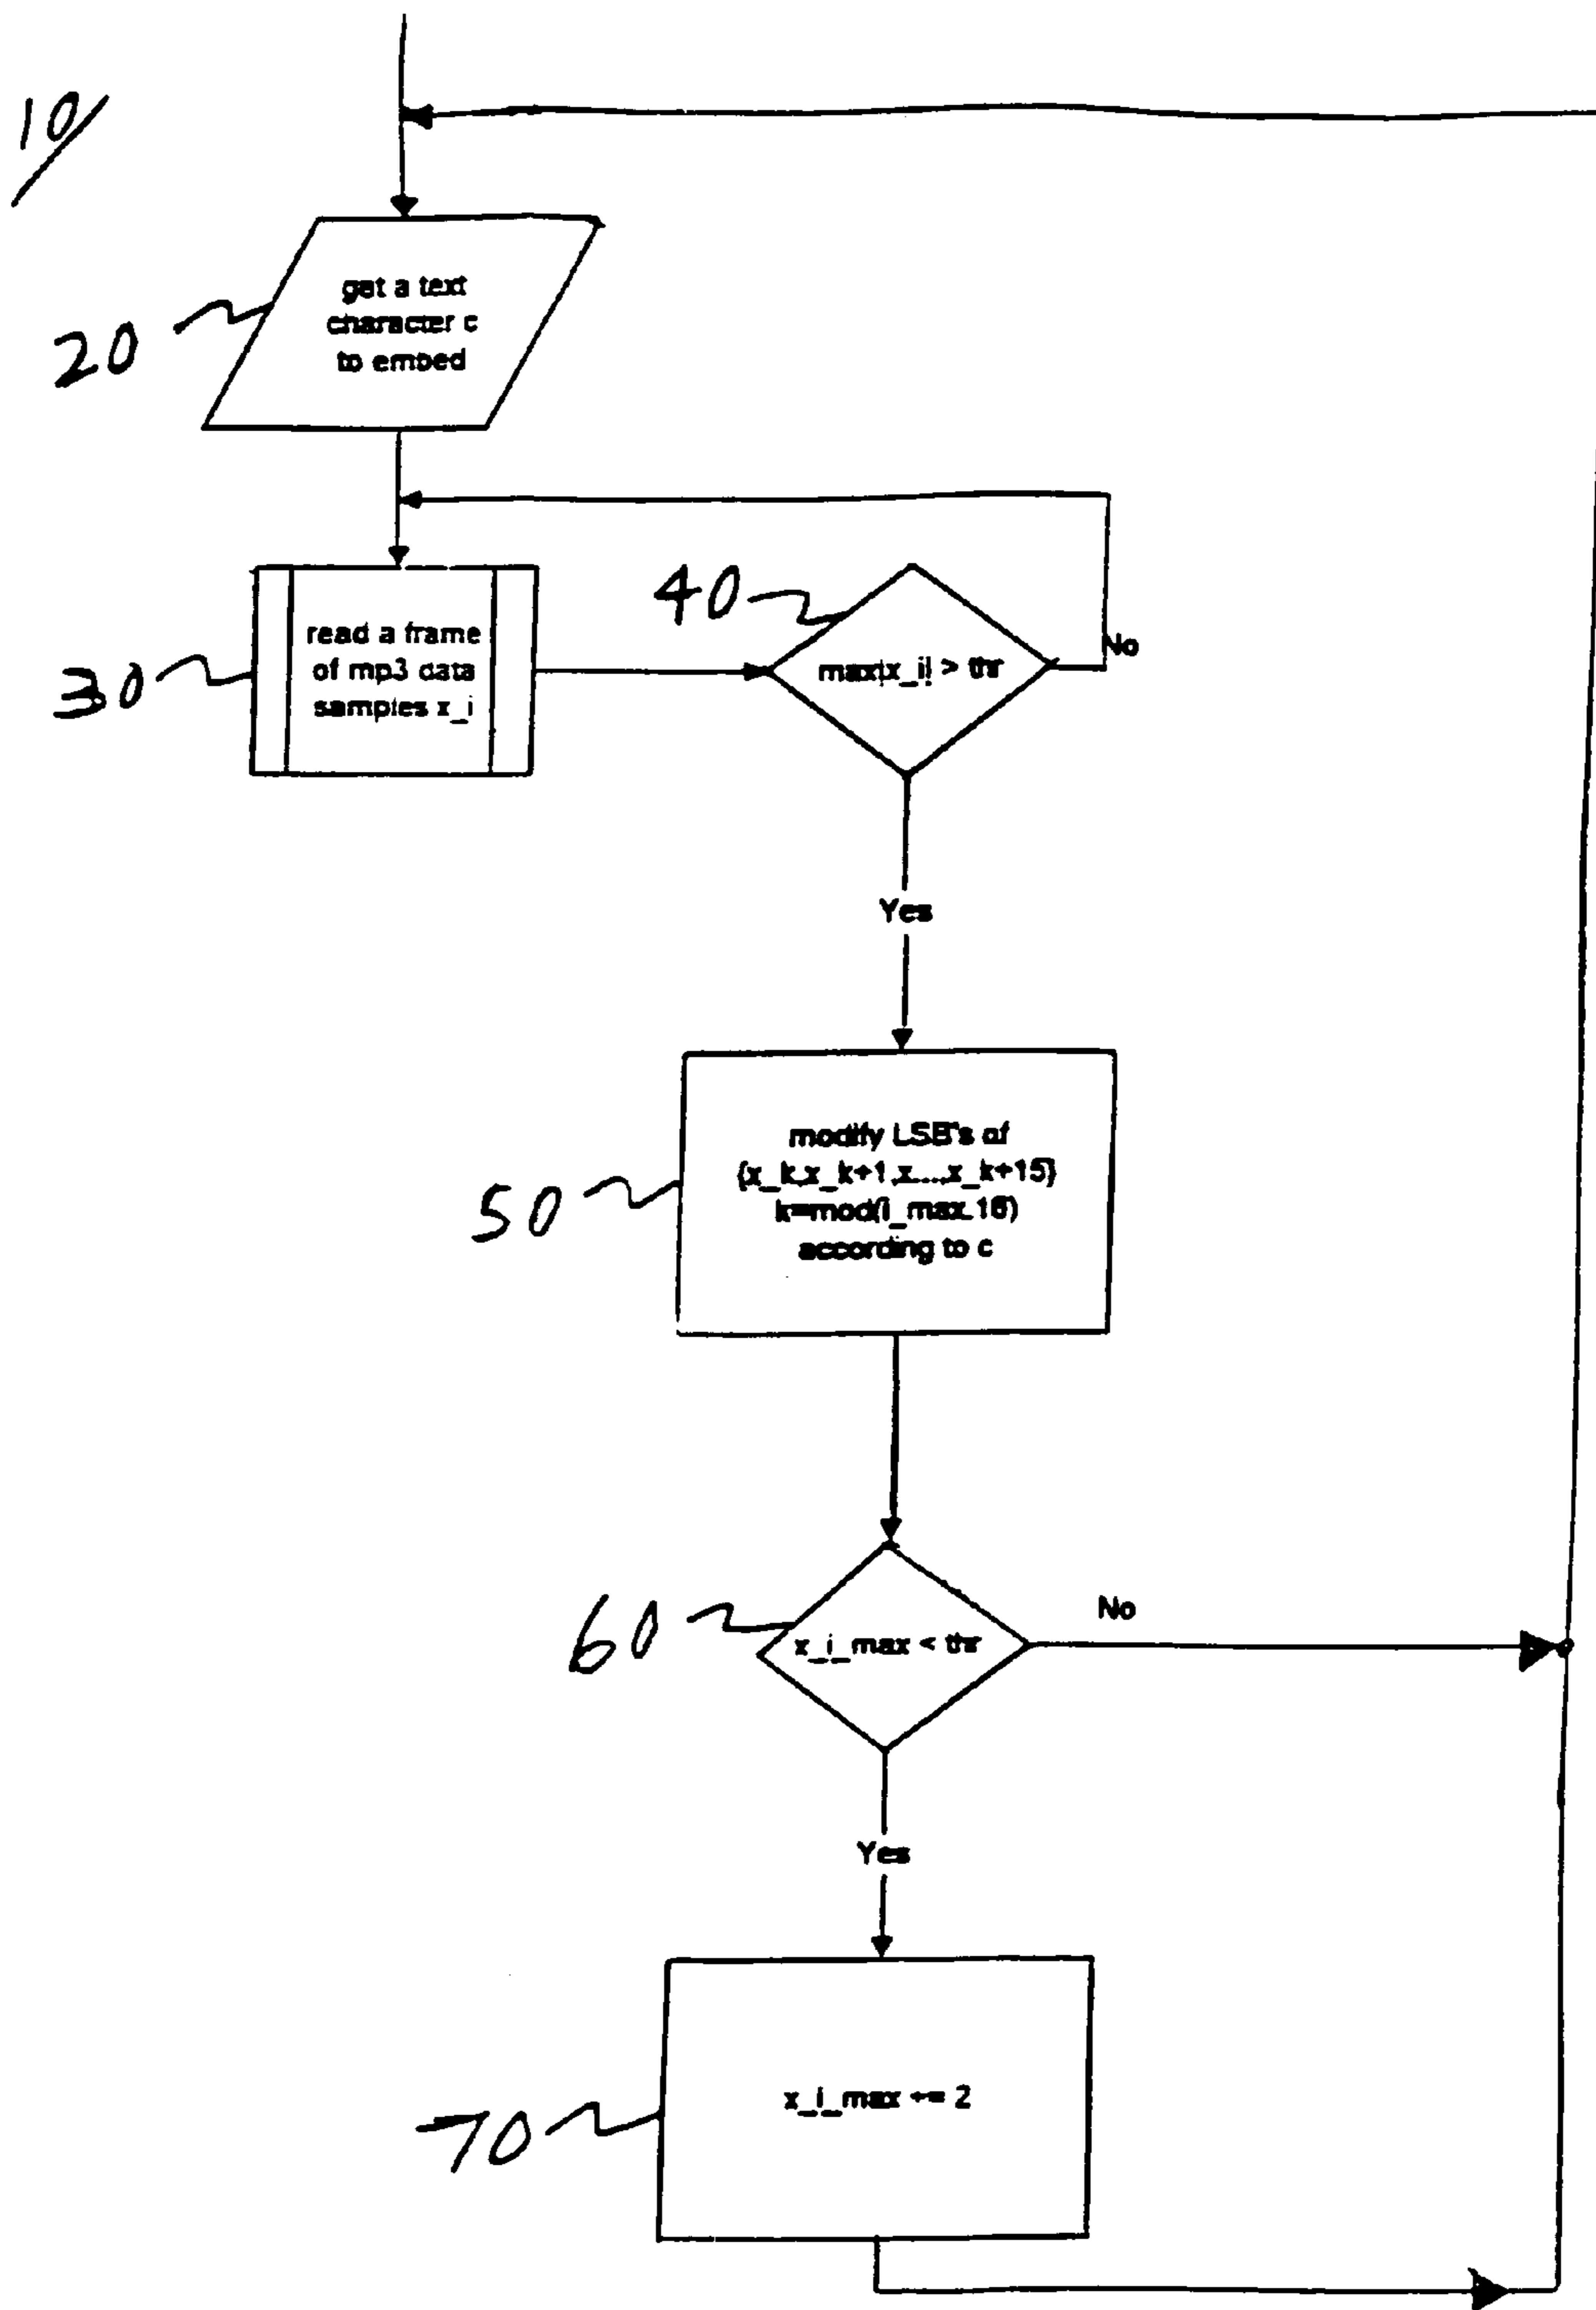 10
20
get a text
character c
to embed
30
read a frame
of mp3 data
samples x_i
40
max|x_i| > thr
No
Yes
50
modify LSB's of
{x_k,x_k+1,x...,x_k+15}
k=mod(i_max,16)
according to c
60
x_i_max < thr
No
Yes
70
x_i_max += 2